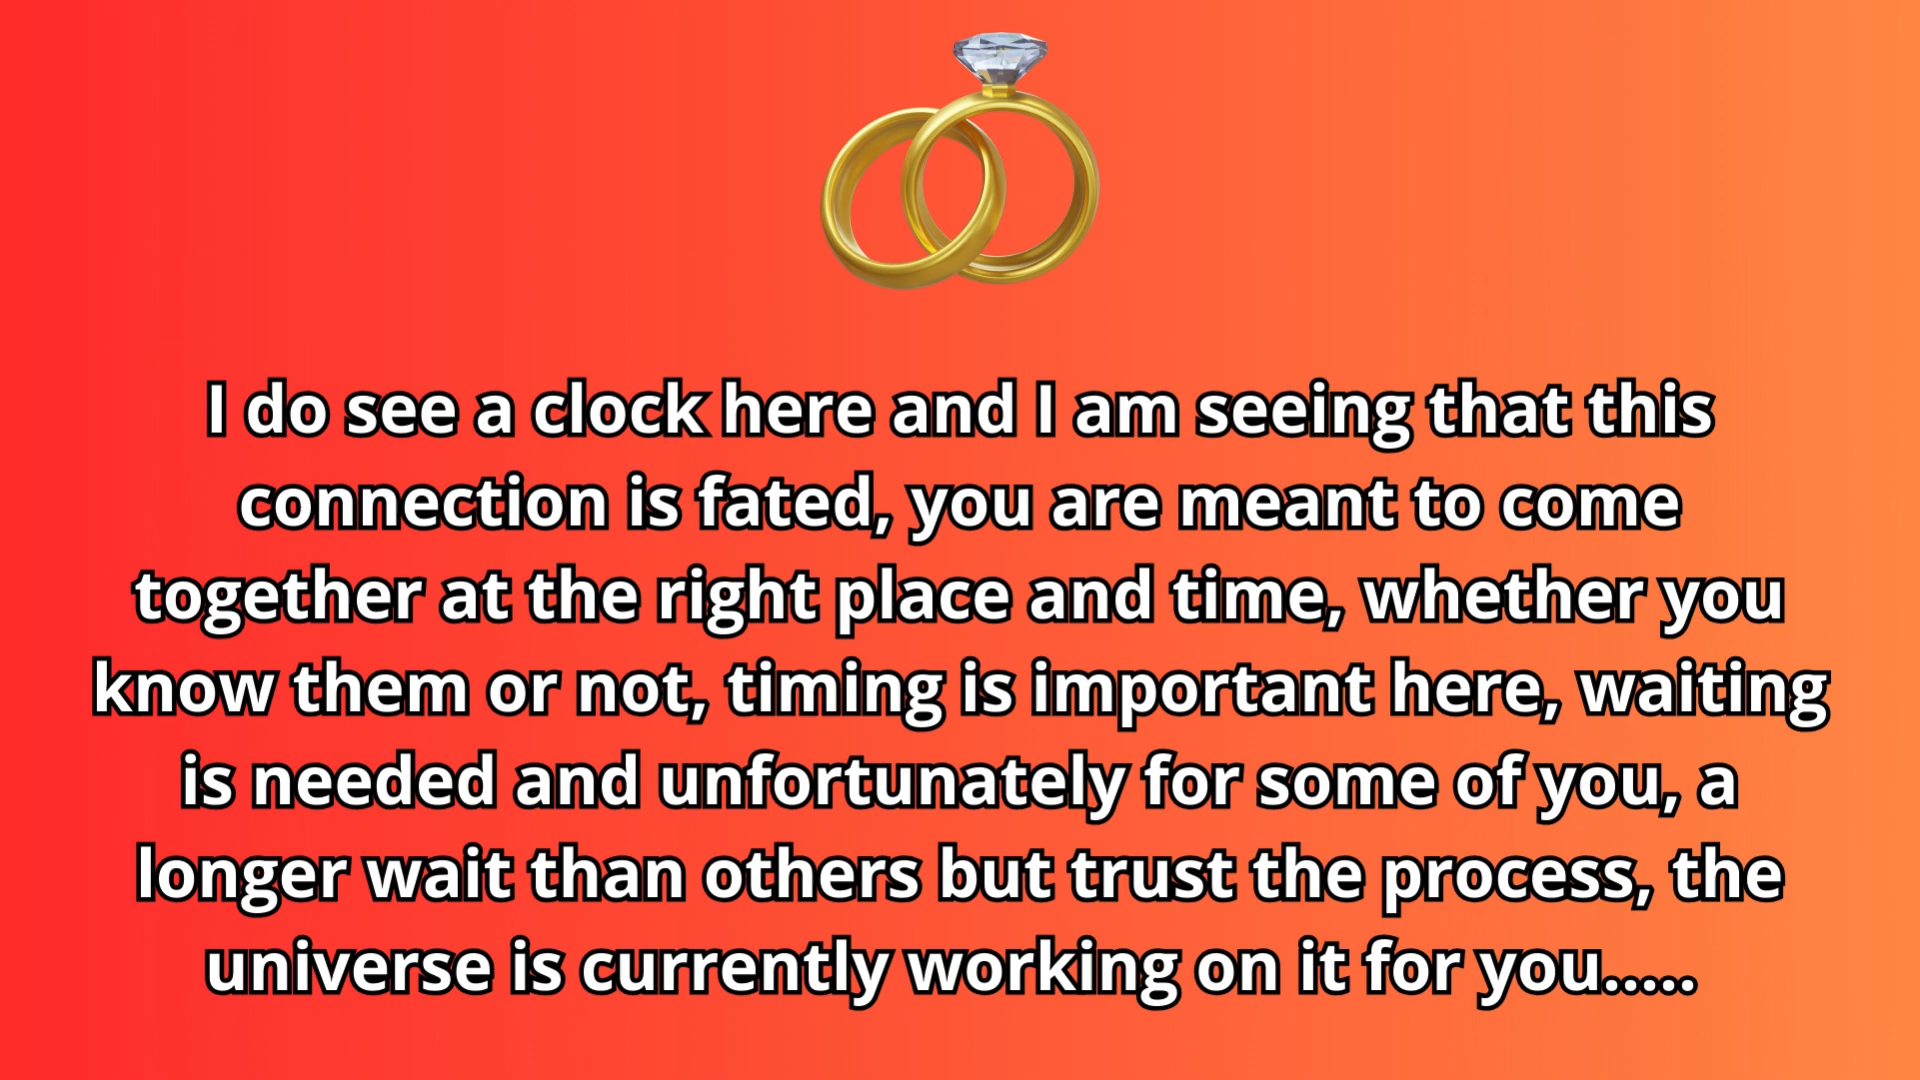 I do see a clock here and I am seeing that this
connection is fated, you are meant to come
together at the right place and time, whether you
know them or not, timing is important here, waiting
is needed and unfortunately for some of you, a
longer wait than others but trust the process, the
universe is currently working on it for you.....